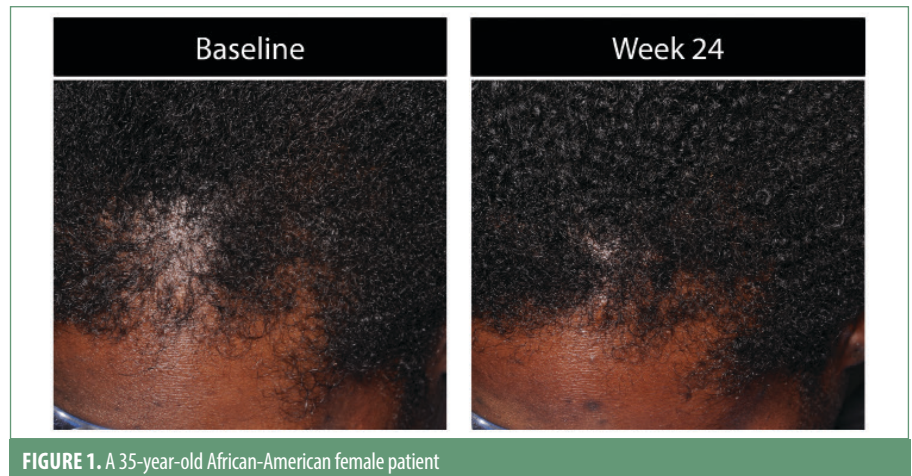 Baseline
Week 24
FIGURE 1. A 35-year-old African-American female patient